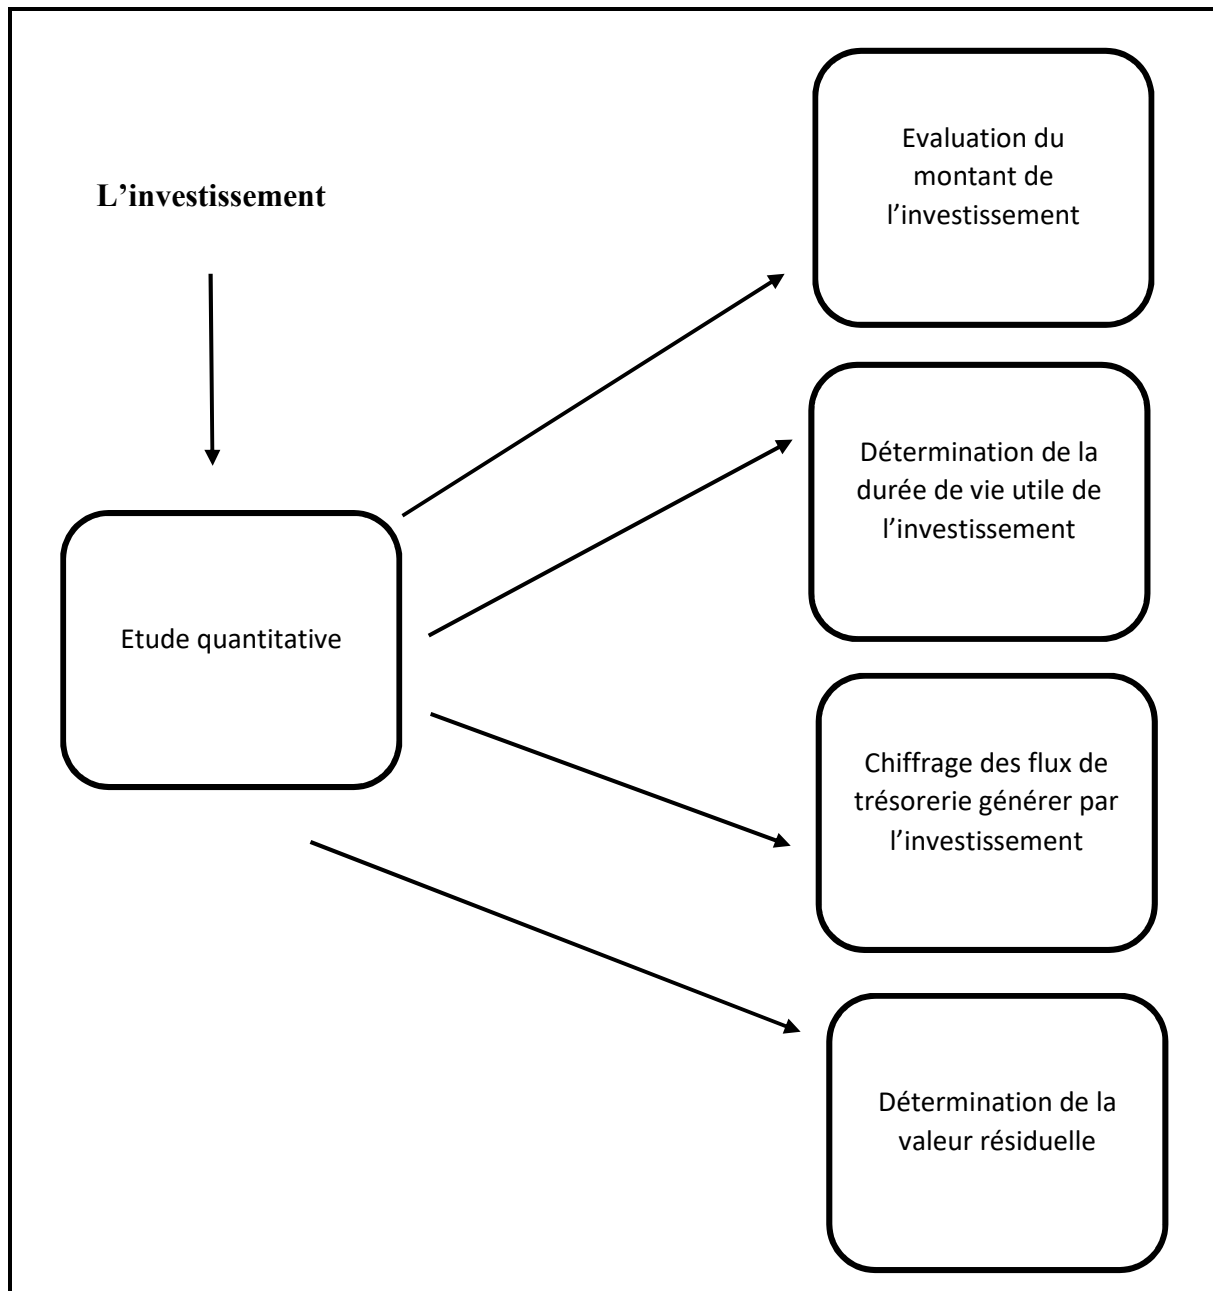 L’investissement
Etude quantitative
Evaluation du
montant de
l’investissement
Détermination de la
durée de vie utile de
l’investissement
Chiffrage des flux de
trésorerie générer par
l’investissement
Détermination de la
valeur résiduelle